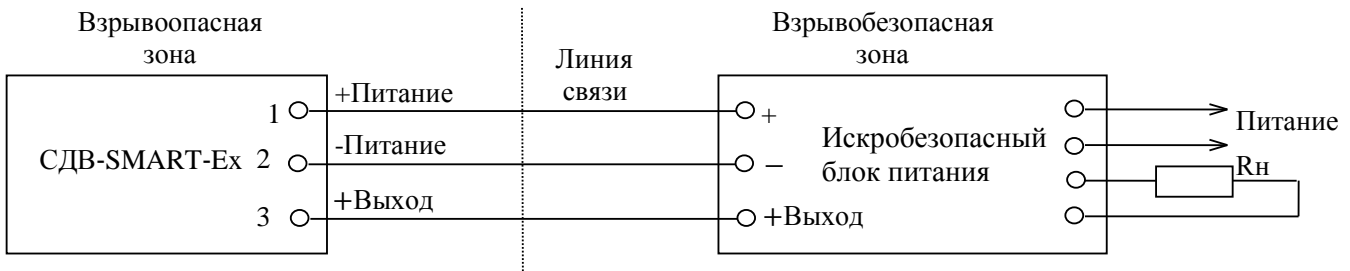 Взрывоопасная
зона
Взрывобезопасная
зона
Линия
связи
СДВ-SMART-Ex
1
+Питание
2
-Питание
3
+Выход
+
−
+Выход
Искробезопасный
блок питания
Питание
Rн